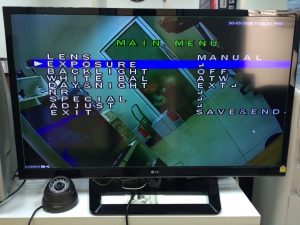 MAIN MENU
LENS MANUAL
EXPOSURE ↵
BACKLIGHT OFF
WHITE BAL ATW
DAY&NIGHT EXT↵
NR ↵
SPECIAL ↵
ADJUST ↵
EXIT SAVE&END
LG